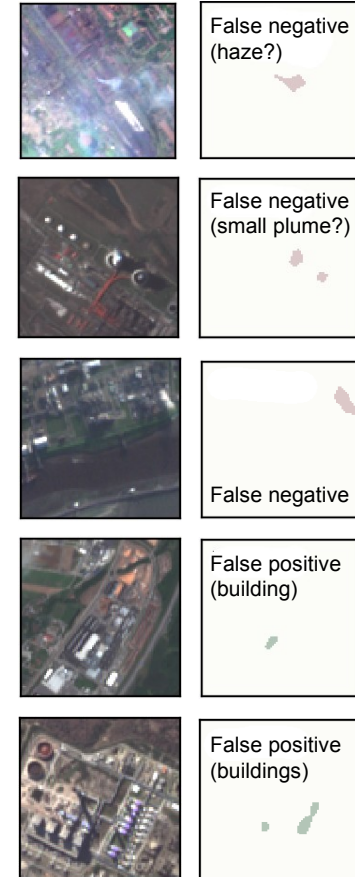 False negative
(haze?)
False negative
(small plume?)
False negative
False positive
(building)
False positive
(buildings)